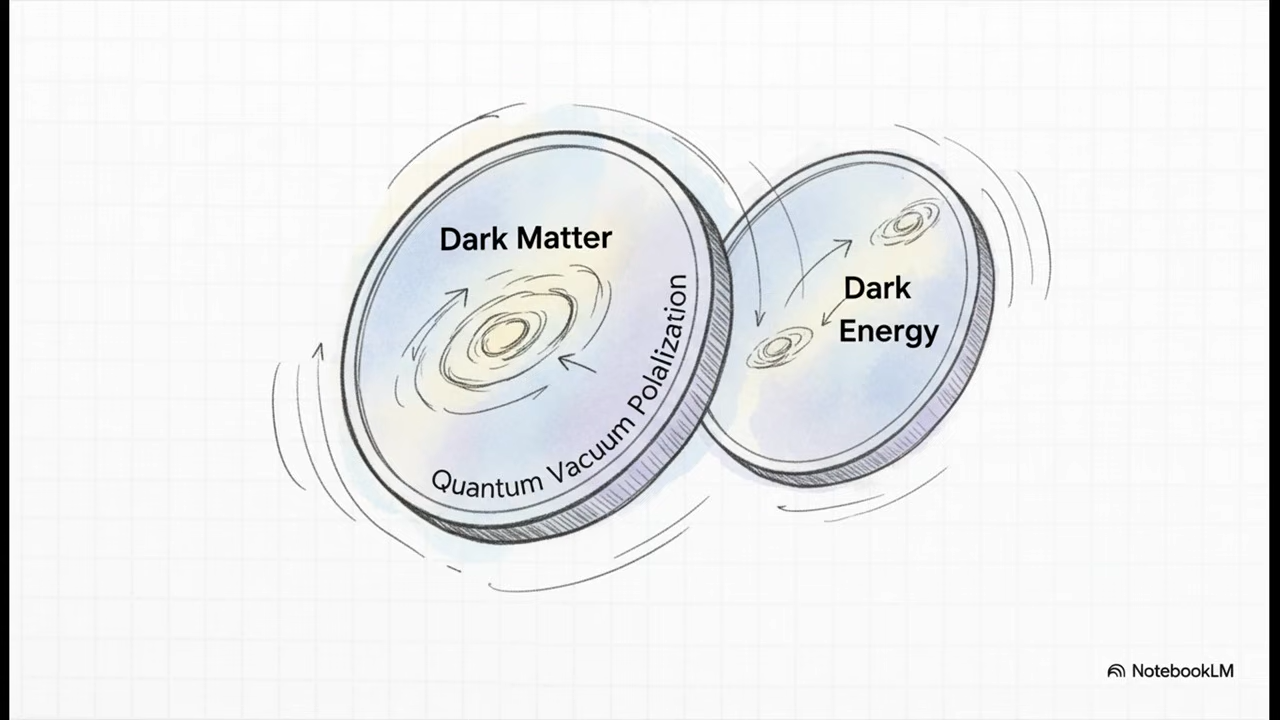 Dark Matter
Quantum Vacuum Polalization
Dark
Energy
NotebookLM